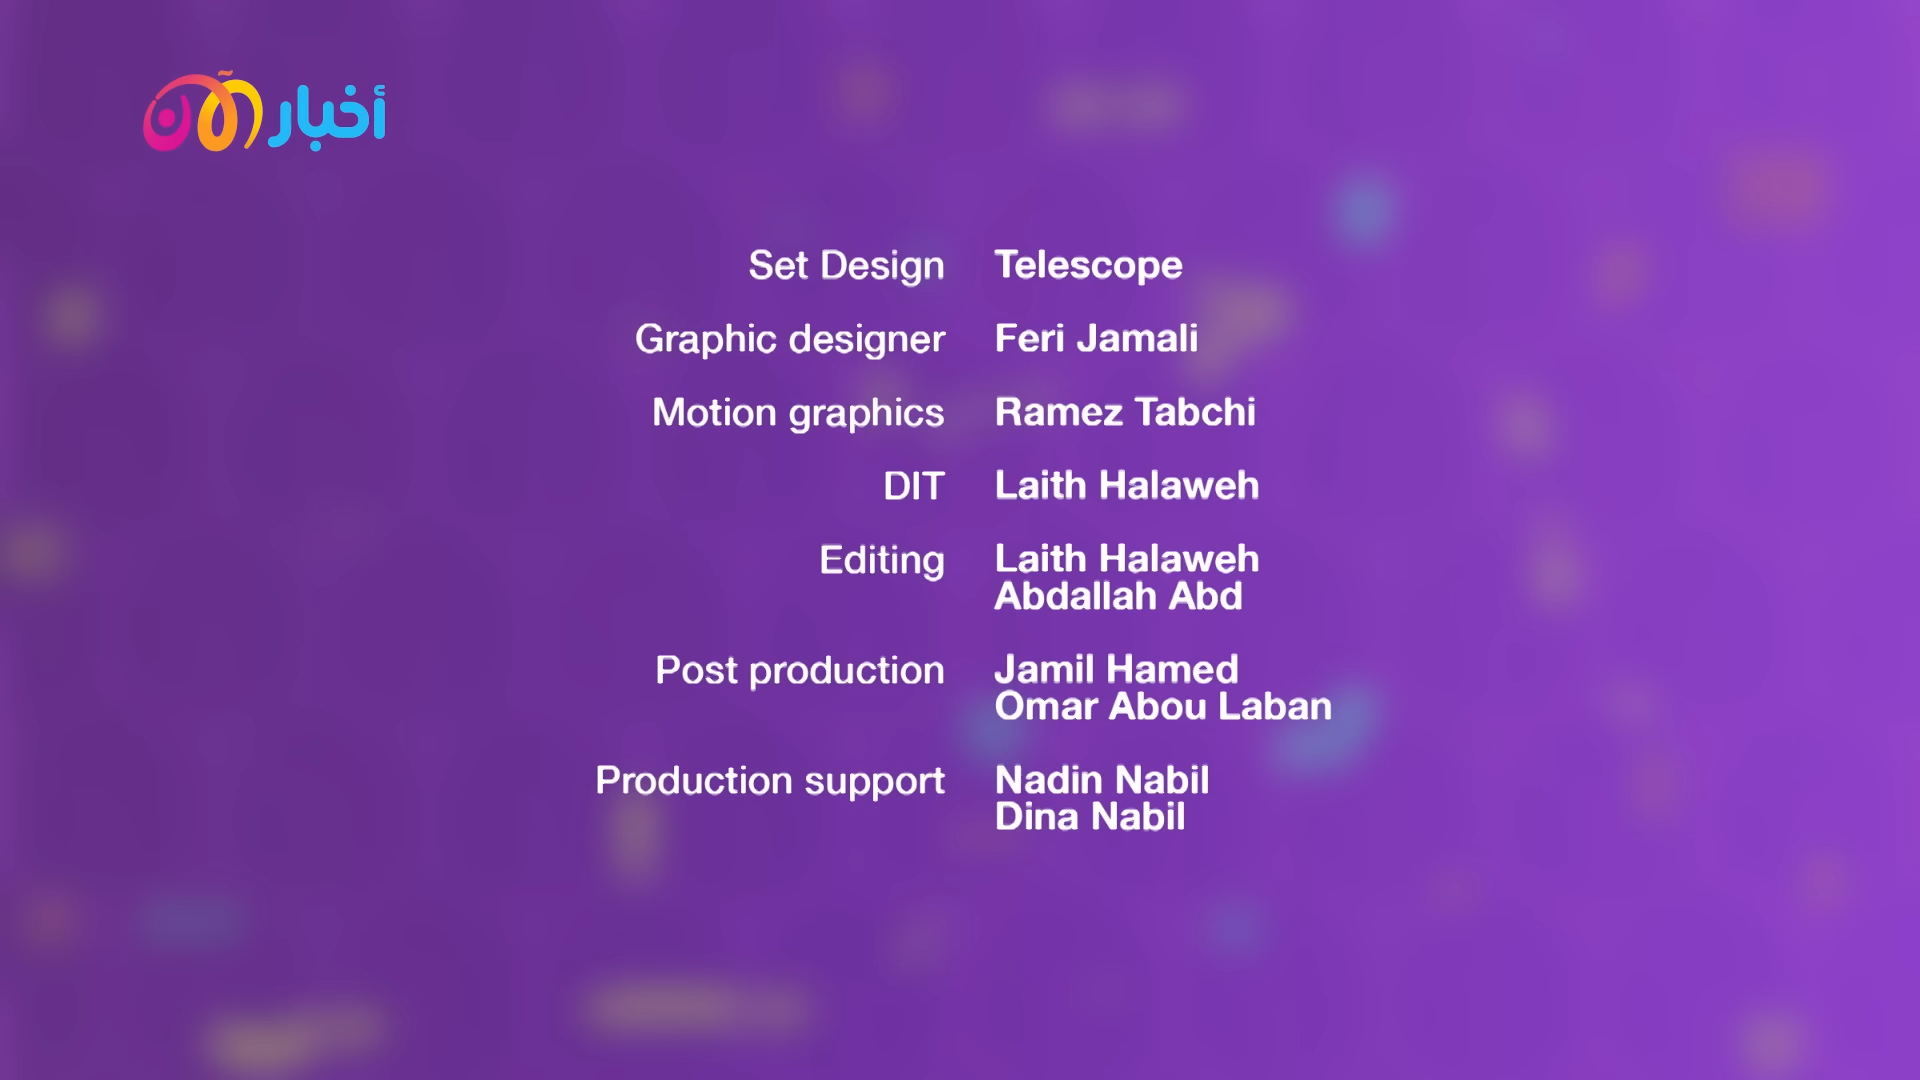 أخبار الآن
Set Design Telescope
Graphic designer Feri Jamali
Motion graphics Ramez Tabchi
DIT Laith Halaweh
Editing Laith Halaweh
Abdallah Abd
Post production Jamil Hamed
Omar Abou Laban
Production support Nadin Nabil
Dina Nabil